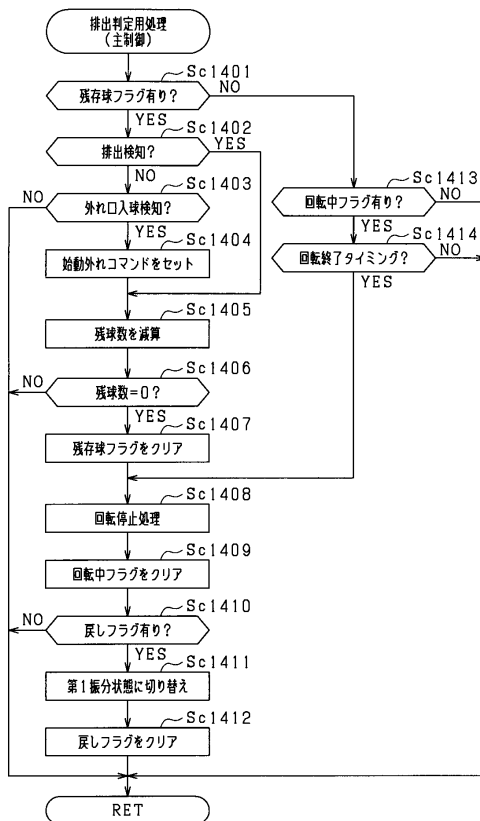 排出判定用処理
(主制御)
Sc1401
残存球フラグ有り?
NO
YES
Sc1402
排出検知?
YES
NO
Sc1403
NO
外れ口入球検知?
YES
Sc1404
始動外れコマンドをセット
Sc1405
残球数を減算
Sc1406
NO
残球数=0?
YES
Sc1407
残存球フラグをクリア
Sc1408
回転停止処理
Sc1409
回転中フラグをクリア
Sc1410
NO
戻しフラグ有り?
YES
Sc1411
第1振分状態に切り替え
Sc1412
戻しフラグをクリア
RET
Sc1413
回転中フラグ有り?
NO
YES
Sc1414
回転終了タイミング?
NO
YES